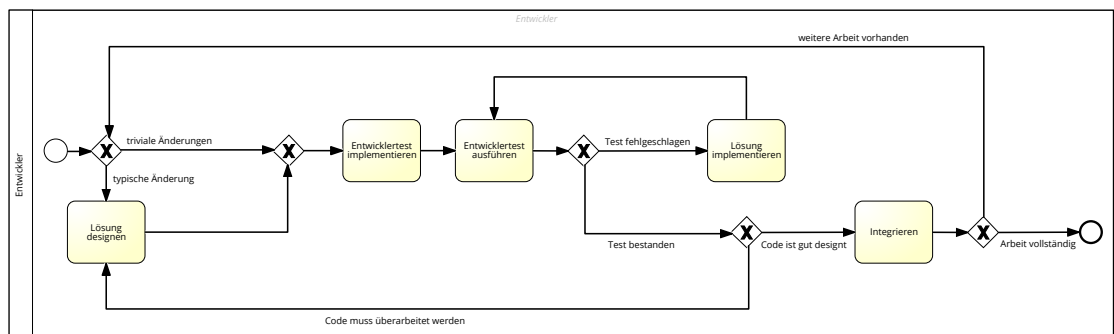 Entwickler
weitere Arbeit vorhanden
triviale Änderungen
Entwicklertest
implementieren
Entwicklertest
ausführen
Test fehlgeschlagen
Lösung
implementieren
Entwickler
typische Änderung
Lösung
designen
Test bestanden
Code ist gut designt
Integrieren
Arbeit vollständig
Code muss überarbeitet werden